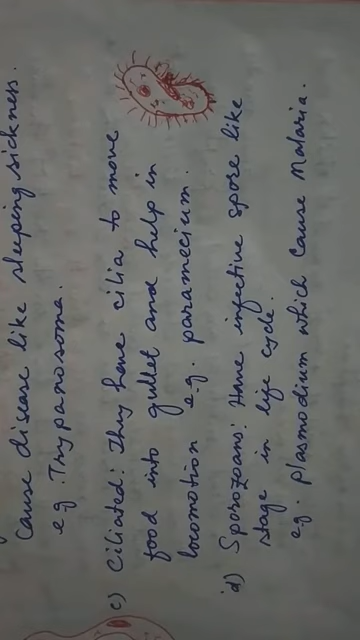 Cause disease like sleeping sickness.
e.g. Trypanosoma.
c) Ciliated: They have cilia to move
food into gullet and help in
locomotion e.g. paramecium.
d) Sporozoans: Have infective spore like
stage in life cycle.
e.g. plasmodium which cause Malaria.